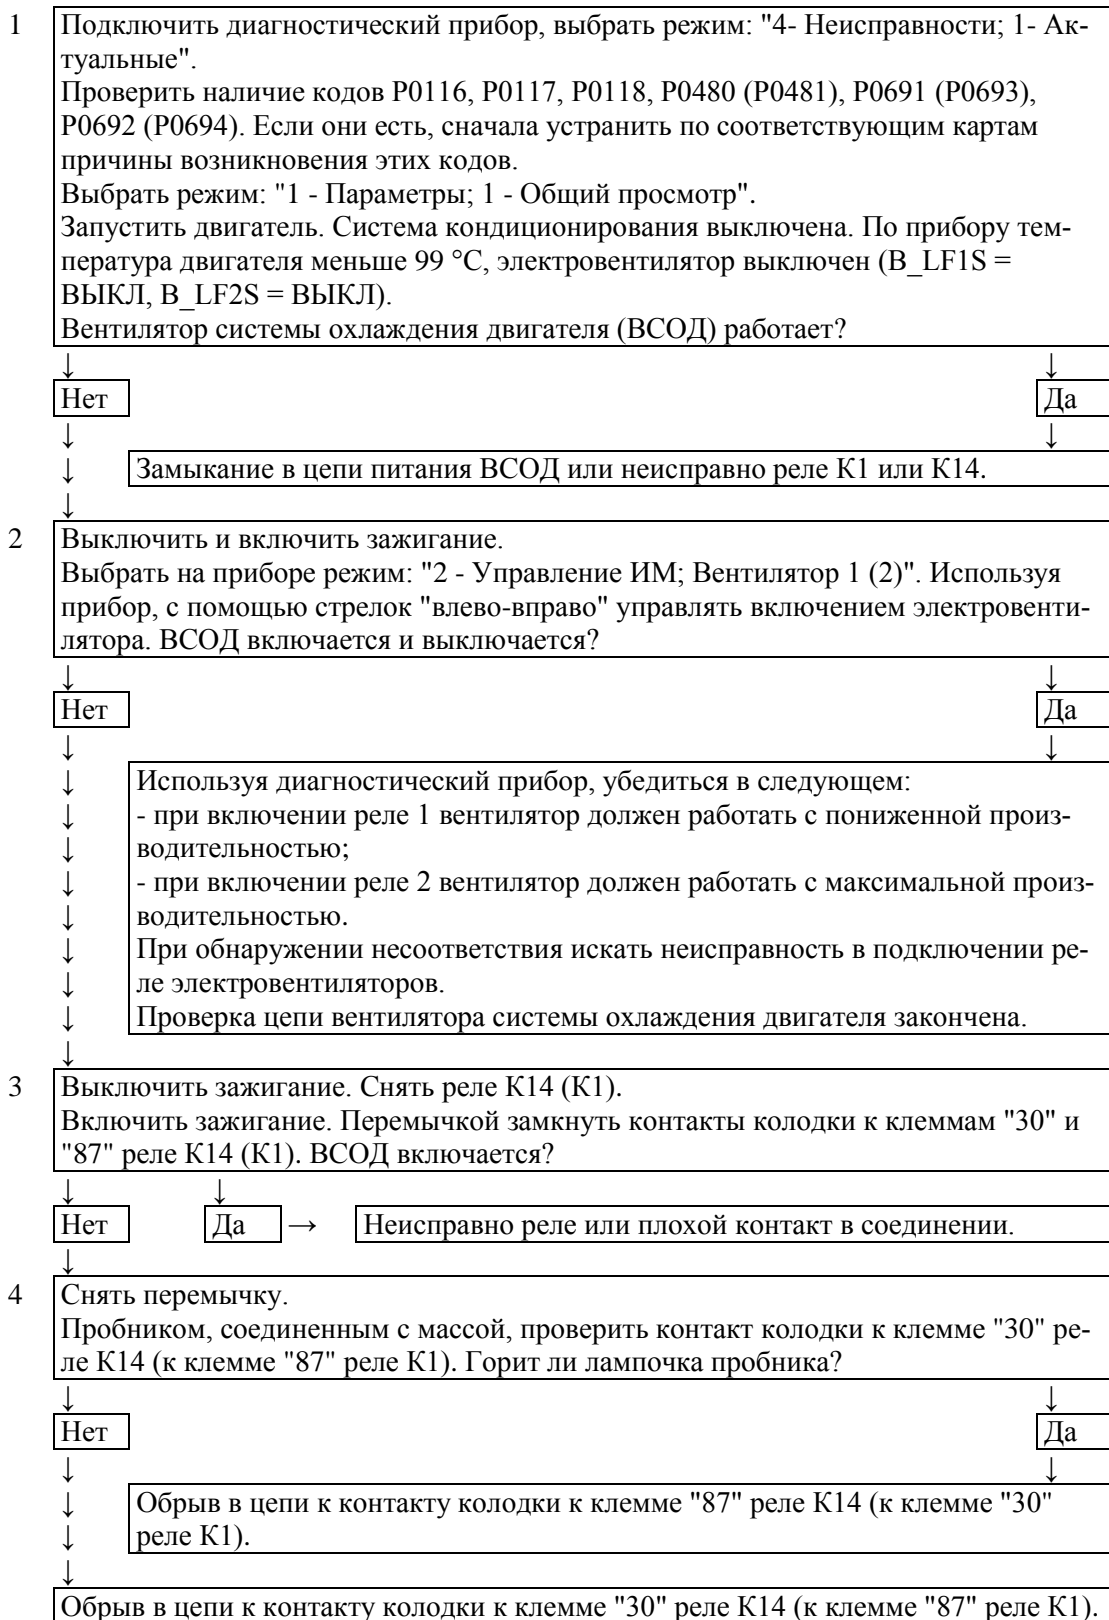 1 Подключить диагностический прибор, выбрать режим: "4- Неисправности; 1- Ак-
туальные".
Проверить наличие кодов Р0116, Р0117, Р0118, Р0480 (Р0481), Р0691 (Р0693),
Р0692 (Р0694). Если они есть, сначала устранить по соответствующим картам
причины возникновения этих кодов.
Выбрать режим: "1 - Параметры; 1 - Общий просмотр".
Запустить двигатель. Система кондиционирования выключена. По прибору тем-
пература двигателя меньше 99 °С, электровентилятор выключен (B_LF1S =
ВЫКЛ, B_LF2S = ВЫКЛ).
Вентилятор системы охлаждения двигателя (ВСОД) работает?
↓ ↓
Нет Да
↓ ↓
↓ Замыкание в цепи питания ВСОД или неисправно реле К1 или К14.
↓
2 Выключить и включить зажигание.
Выбрать на приборе режим: "2 - Управление ИМ; Вентилятор 1 (2)". Используя
прибор, с помощью стрелок "влево-вправо" управлять включением электровенти-
лятора. ВСОД включается и выключается?
↓ ↓
Нет Да
↓ ↓
↓ Используя диагностический прибор, убедиться в следующем:
↓ - при включении реле 1 вентилятор должен работать с пониженной произ-
↓ водительностью;
↓ - при включении реле 2 вентилятор должен работать с максимальной произ-
↓ водительностью.
↓ При обнаружении несоответствия искать неисправность в подключении ре-
↓ ле электровентиляторов.
↓ Проверка цепи вентилятора системы охлаждения двигателя закончена.
↓
3 Выключить зажигание. Снять реле К14 (К1).
Включить зажигание. Перемычкой замкнуть контакты колодки к клеммам "30" и
"87" реле К14 (К1). ВСОД включается?
↓ ↓
Нет Да → Неисправно реле или плохой контакт в соединении.
↓
4 Снять перемычку.
Пробником, соединенным с массой, проверить контакт колодки к клемме "30" ре-
ле К14 (к клемме "87" реле К1). Горит ли лампочка пробника?
↓ ↓
Нет Да
↓ ↓
↓ Обрыв в цепи к контакту колодки к клемме "87" реле К14 (к клемме "30"
↓ реле К1).
↓
Обрыв в цепи к контакту колодки к клемме "30" реле К14 (к клемме "87" реле К1).